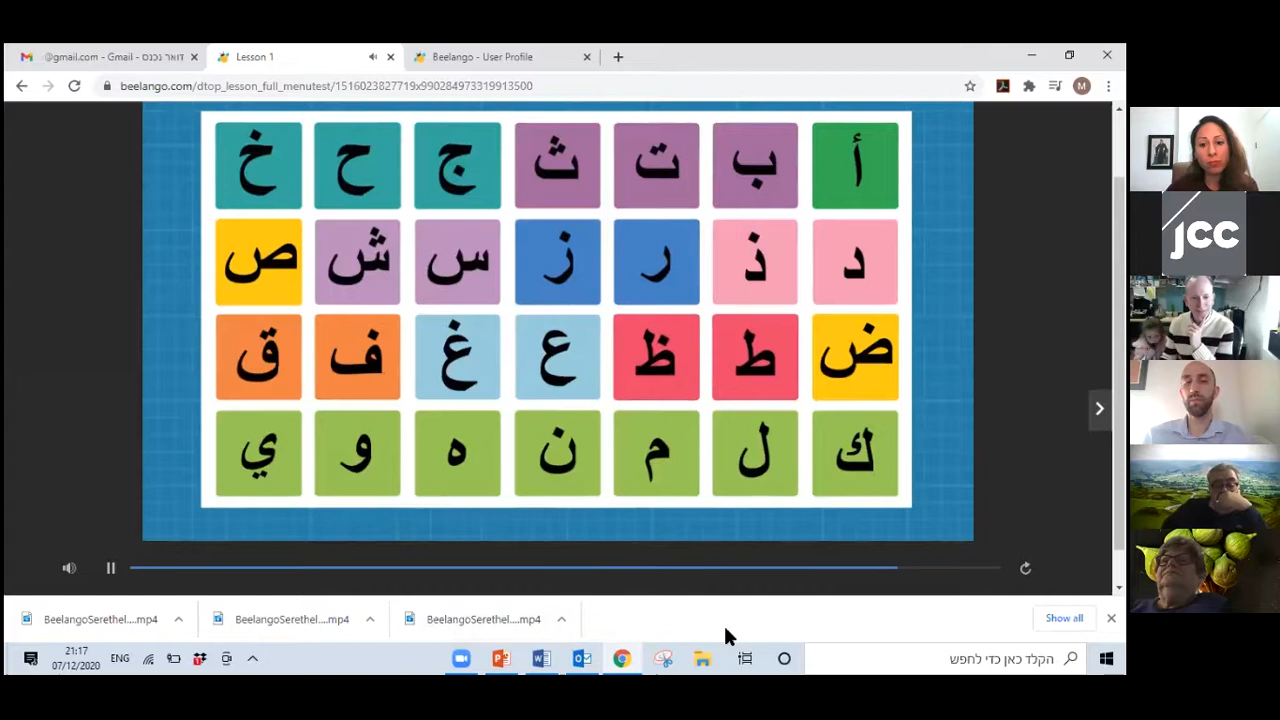 @gmail.com - Gmail - דואר נכנס
Lesson 1
Beelango - User Profile
beelango.com/dtop_lesson_full_menutest/1516023827719x990284973319913500
M
أ ب ت ث ج ح خ
د ذ ر ز س ش ص
ض ط ظ ع غ ف ق
ك ل م ن ه و ي
jcc
BeelangoSerethel....mp4
BeelangoSerethel....mp4
BeelangoSerethel....mp4
Show all
21:17
07/12/2020
ENG
הקלד כאן כדי לחפש